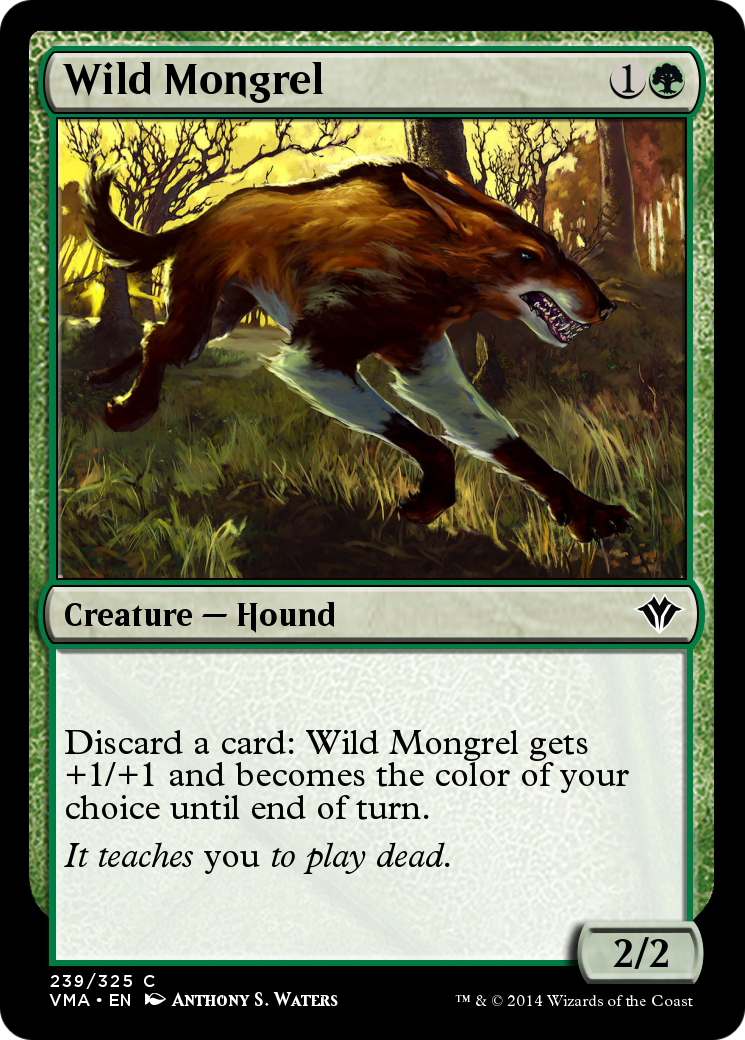 Wild Mongrel 1
Creature — Hound
Discard a card: Wild Mongrel gets
+1/+1 and becomes the color of your
choice until end of turn.
It teaches you to play dead.
2/2
239/325 C
VMA • EN Anthony S. Waters
™ & © 2014 Wizards of the Coast